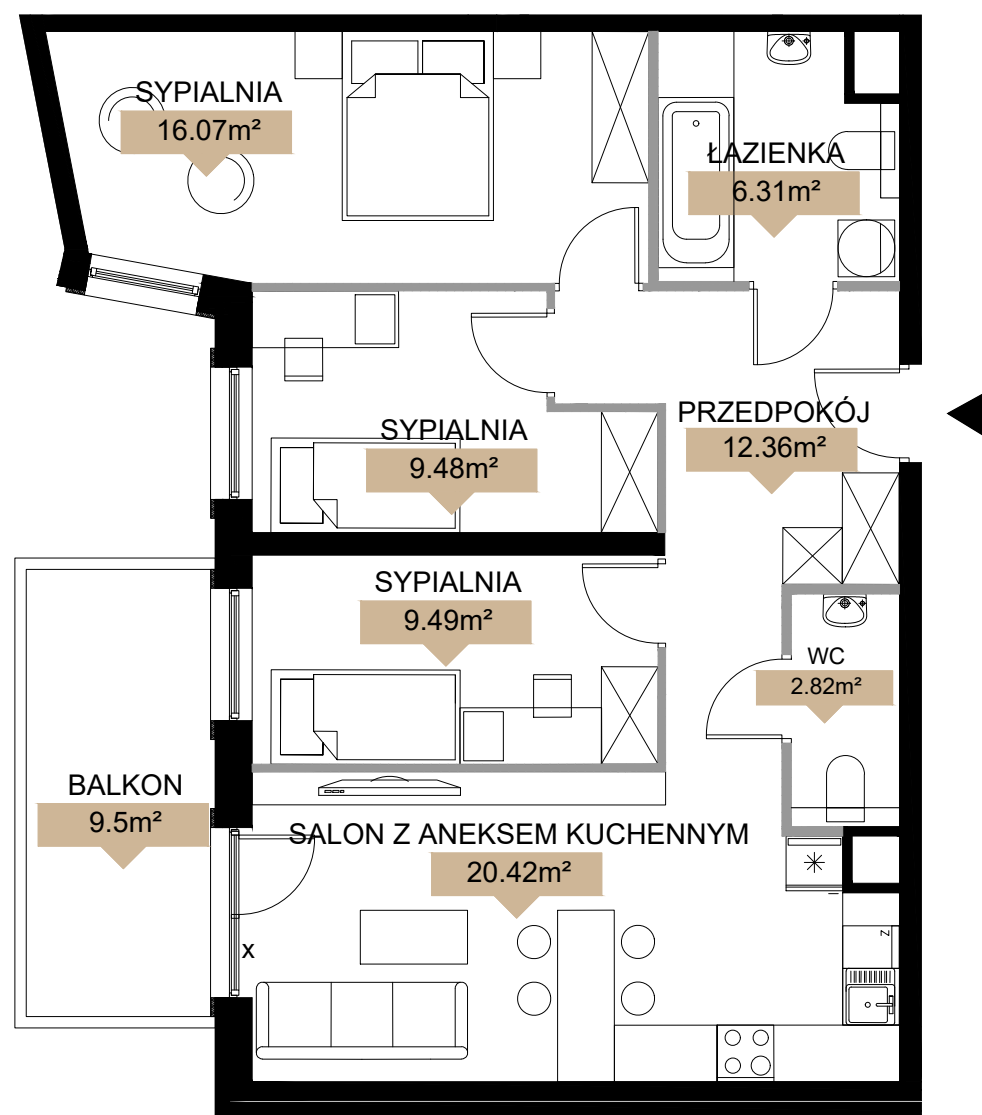 SYPIALNIA
16.07m²
ŁAZIENKA
6.31m²
SYPIALNIA
9.48m²
PRZEDPOKÓJ
12.36m²
SYPIALNIA
9.49m²
WC
2.82m²
BALKON
9.5m²
SALON Z ANEKSEM KUCHENNYM
20.42m²
x
Z